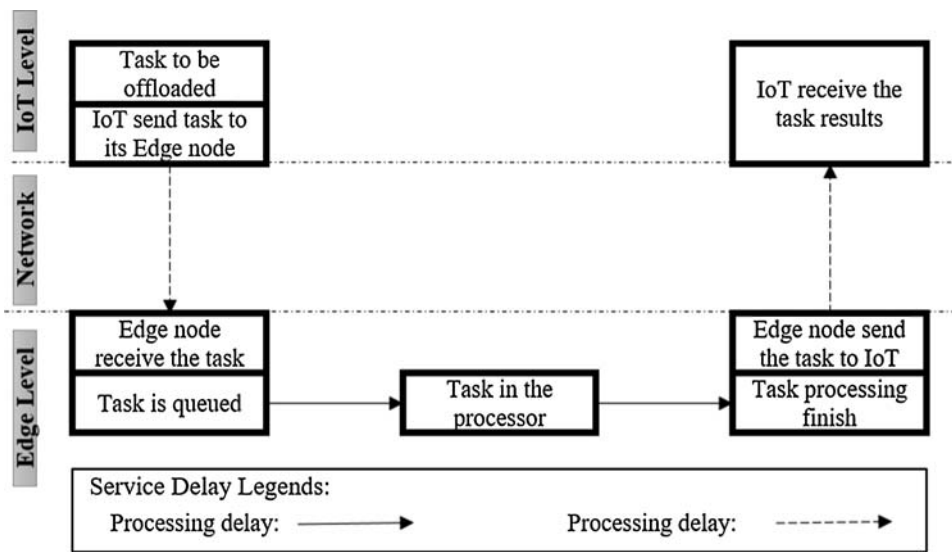 IoT Level
Task to be
offloaded
IoT send task to
its Edge node
IoT receive the
task results
Network
Edge Level
Edge node
receive the task
Task is queued
Task in the
processor
Edge node send
the task to IoT
Task processing
finish
Service Delay Legends:
Processing delay:
Processing delay: